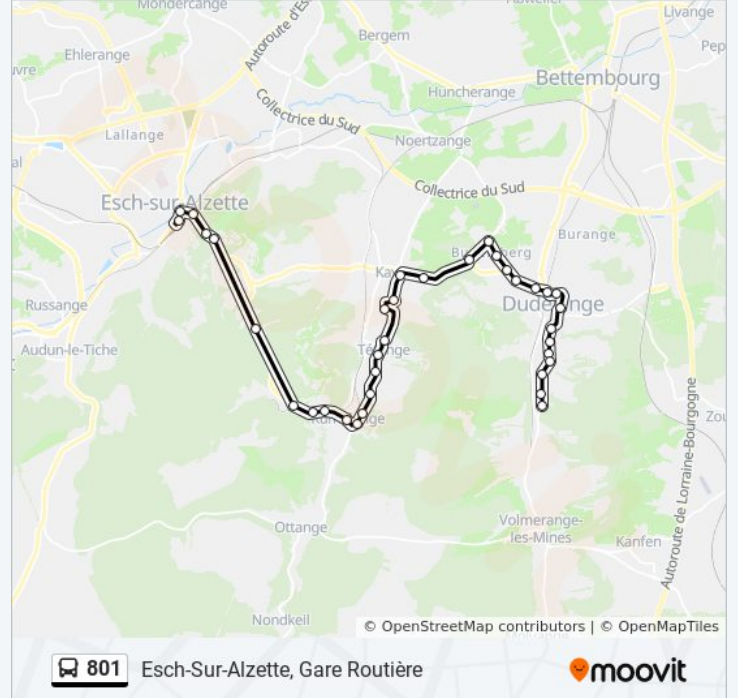 Mondercange
Livange
Bergem
Autoroute d'Es
Ehlerange
Pep
Bettembourg
Huncherange
Collectrice du Sud
Lallange
Noertzange
Collectrice du Sud
Esch-sur-Alzette
Burange
Dudelange
Russange
Audun-le-Tiche
Autoroute de Lorraine-Bourgogne
Ottange
Volmerange-
les-Mines
Kanfen
Nondkeil
© OpenStreetMap contributors | © OpenMapTiles
801 Esch-Sur-Alzette, Gare Routière
moovit